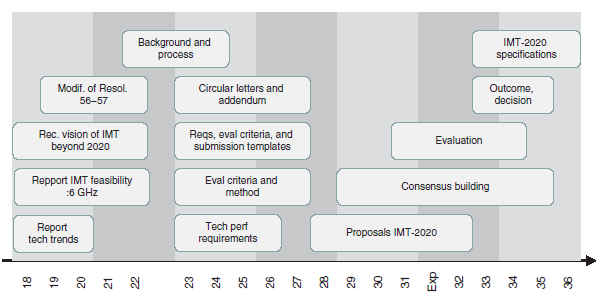 Background and
process
IMT-2020
specifications
Modif. of Resol.
56–57
Circular letters and
addendum
Outcome,
decision
Rec. vision of IMT
beyond 2020
Reqs, eval criteria, and
submission templates
Evaluation
Repport IMT feasibility
:6 GHz
Eval criteria and
method
Consensus building
Report
tech trends
Tech perf
requirements
Proposals IMT-2020
18
19
20
21
22
23
24
25
26
27
28
29
30
31
Exp
32
33
34
35
36